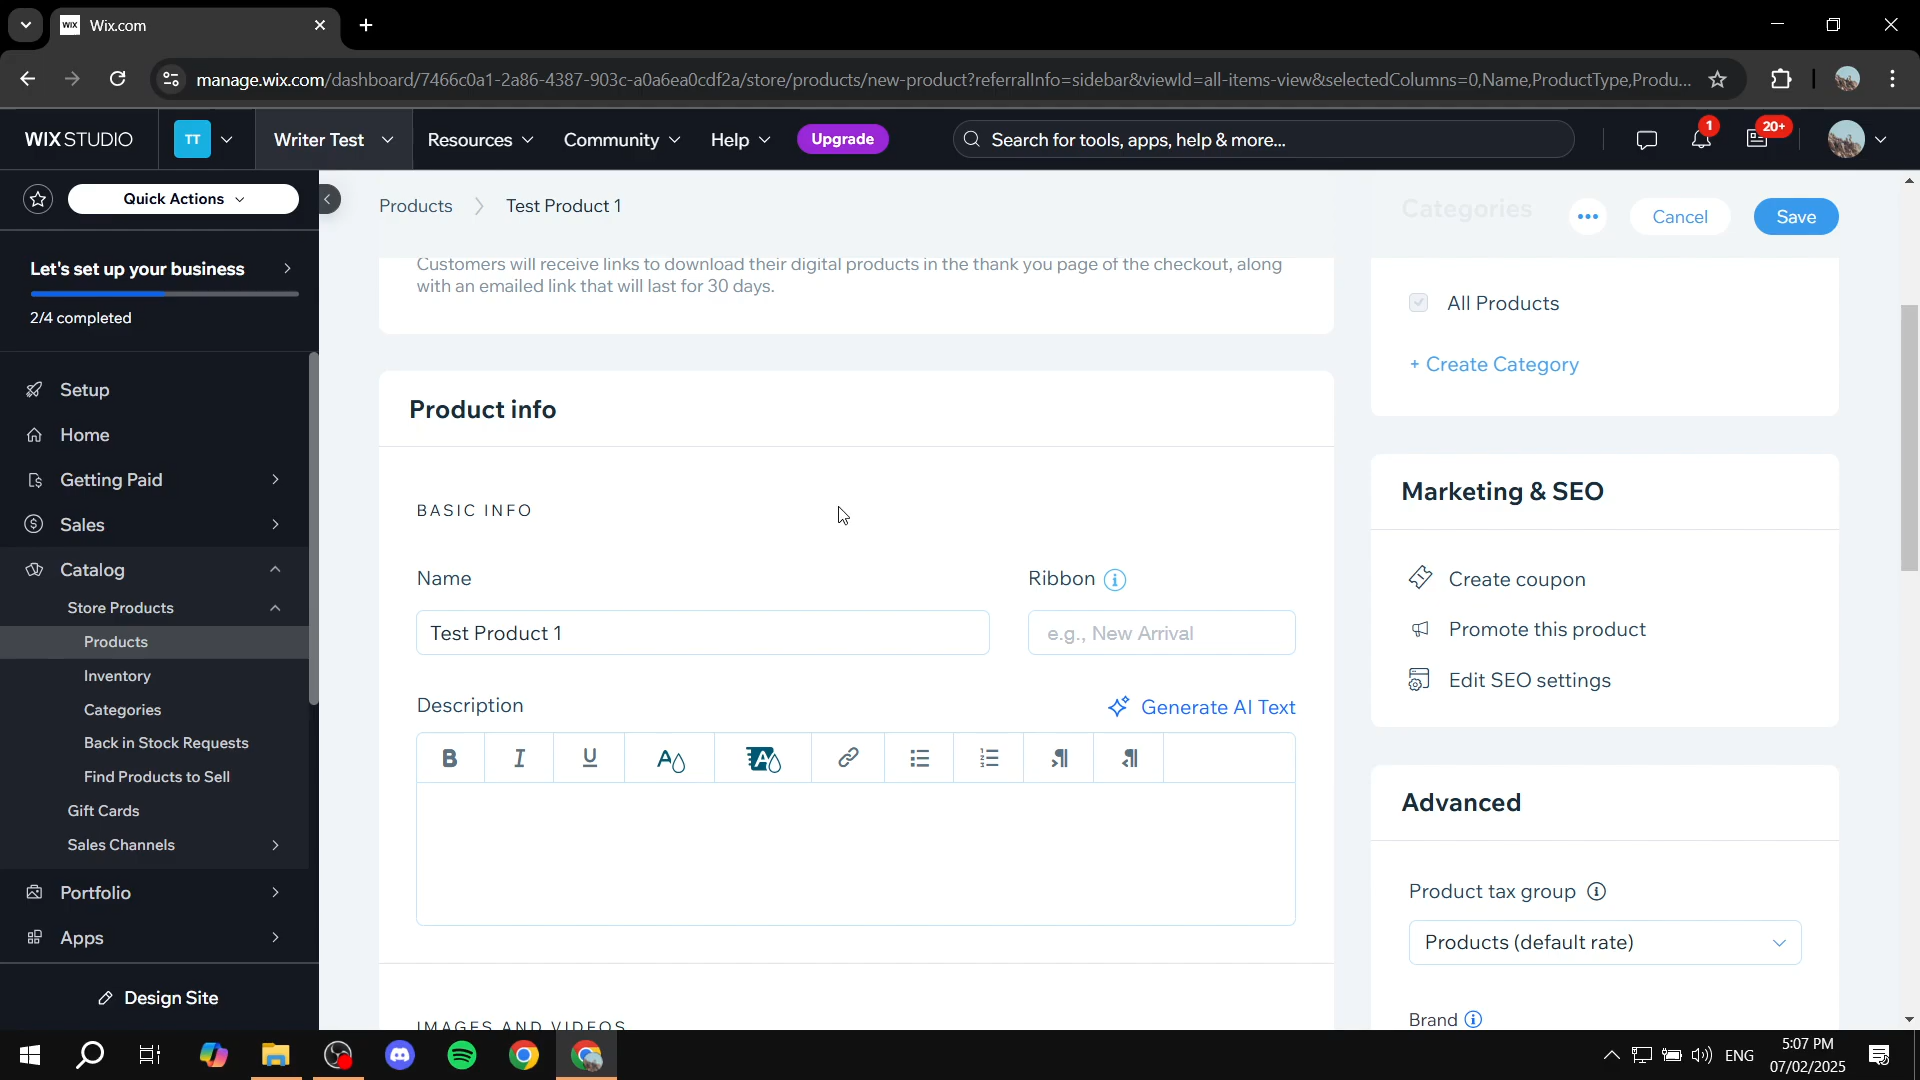 Wix.com
manage.wix.com/dashboard/7466c0a1-2a86-4387-903c-a0a6ea0cdf2a/store/products/new-product?referralInfo=sidebar&viewId=all-items-view&selectedColumns=0,Name,ProductType,Produ...
WIX STUDIO
TT
Writer Test
Resources
Community
Help
Upgrade
Search for tools, apps, help & more...
1
20+
Quick Actions
Let's set up your business
2/4 completed
Setup
Home
Getting Paid
Sales
Catalog
Store Products
Products
Inventory
Categories
Back in Stock Requests
Find Products to Sell
Gift Cards
Sales Channels
Portfolio
Apps
Design Site
Products
Test Product 1
Categories
Cancel
Save
Customers will receive links to download their digital products in the thank you page of the checkout, along
with an emailed link that will last for 30 days.
Product info
BASIC INFO
Name
Ribbon
Test Product 1
e.g., New Arrival
Description
Generate AI Text
IMAGES AND VIDEOS
All Products
+ Create Category
Marketing & SEO
Create coupon
Promote this product
Edit SEO settings
Advanced
Product tax group
Products (default rate)
Brand
ENG
5:07 PM
07/02/2025